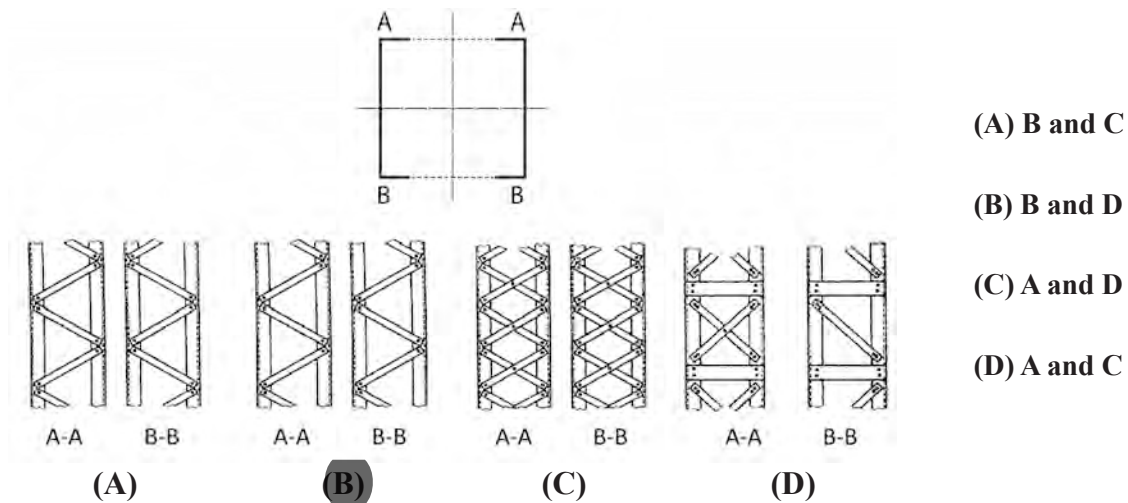 A A
B B
(A) B and C
(B) B and D
(C) A and D
(D) A and C
A-A B-B A-A B-B A-A B-B A-A B-B
(A) (B) (C) (D)